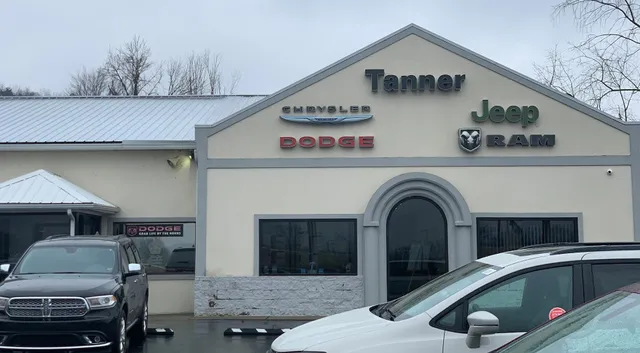 Tanner
CHRYSLER
Jeep
DODGE
RAM
DODGE